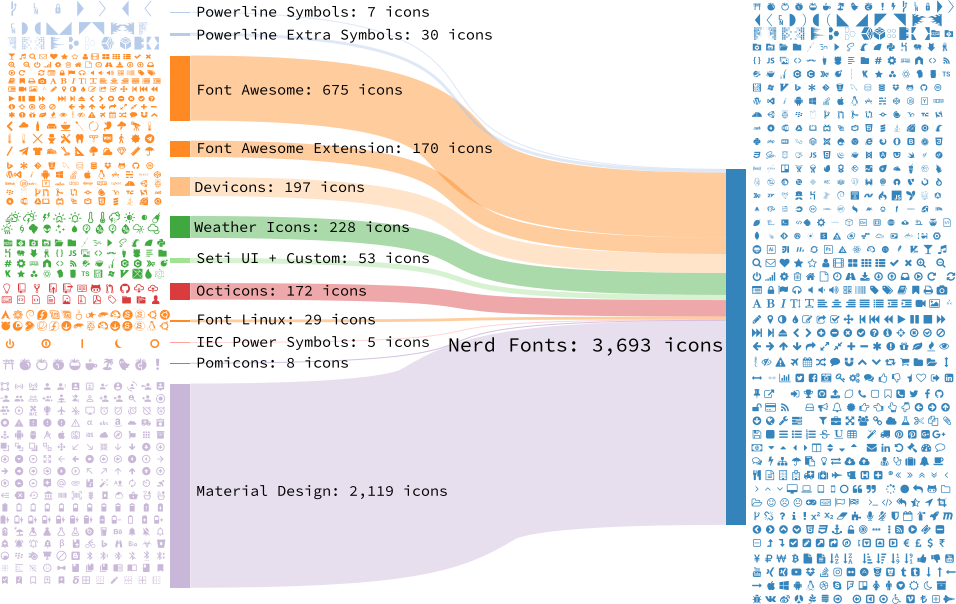 Powerline Symbols: 7 icons
Powerline Extra Symbols: 30 icons
Font Awesome: 675 icons
Font Awesome Extension: 170 icons
Devicons: 197 icons
Weather Icons: 228 icons
Seti UI + Custom: 53 icons
Octicons: 172 icons
Font Linux: 29 icons
IEC Power Symbols: 5 icons
Nerd Fonts: 3,693 icons
Pomicons: 8 icons
Material Design: 2,119 icons